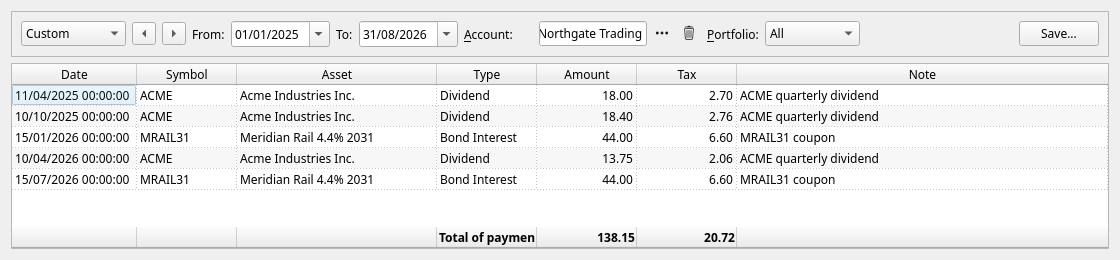 Custom From: 01/01/2025 To: 31/08/2026 Account: Northgate Trading ... Portfolio: All Save...
Date Symbol Asset Type Amount Tax Note
11/04/2025 00:00:00 ACME Acme Industries Inc. Dividend 18.00 2.70 ACME quarterly dividend
10/10/2025 00:00:00 ACME Acme Industries Inc. Dividend 18.40 2.76 ACME quarterly dividend
15/01/2026 00:00:00 MRAIL31 Meridian Rail 4.4% 2031 Bond Interest 44.00 6.60 MRAIL31 coupon
10/04/2026 00:00:00 ACME Acme Industries Inc. Dividend 13.75 2.06 ACME quarterly dividend
15/07/2026 00:00:00 MRAIL31 Meridian Rail 4.4% 2031 Bond Interest 44.00 6.60 MRAIL31 coupon
Total of paymen 138.15 20.72